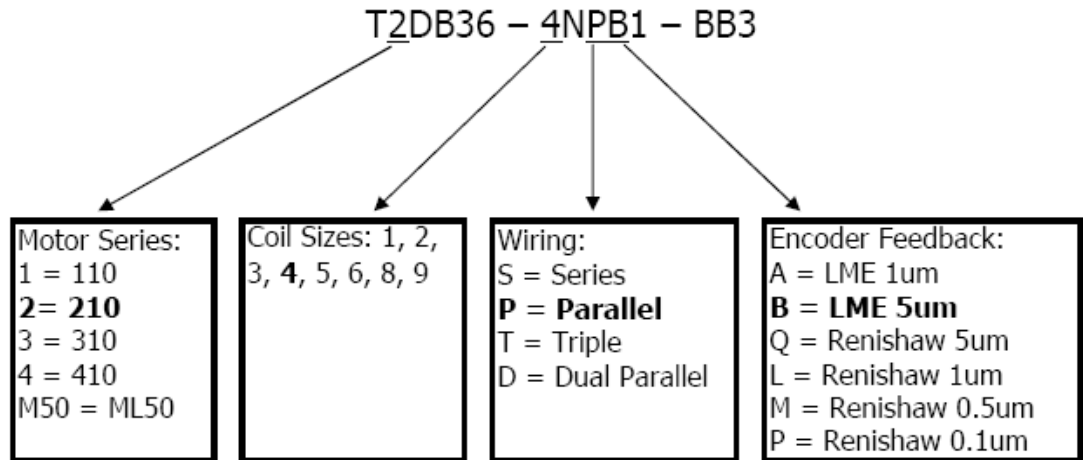 T2DB36 – 4NPB1 – BB3
Motor Series:
1 = 110
2= 210
3 = 310
4 = 410
M50 = ML50
Coil Sizes: 1, 2,
3, 4, 5, 6, 8, 9
Wiring:
S = Series
P = Parallel
T = Triple
D = Dual Parallel
Encoder Feedback:
A = LME 1um
B = LME 5um
Q = Renishaw 5um
L = Renishaw 1um
M = Renishaw 0.5um
P = Renishaw 0.1um